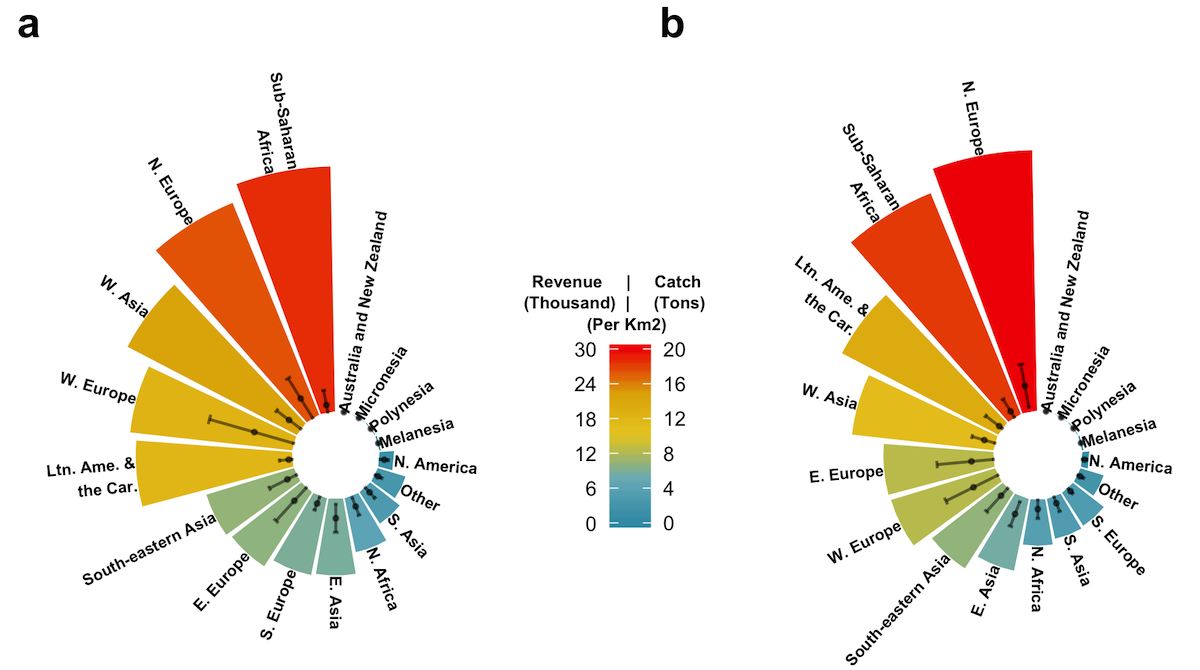 a
b
Sub-Saharan
Africa
N. Europe
W. Asia
W. Europe
Ltn. Ame. &
the Car.
South-eastern Asia
E. Europe
S. Europe
E. Asia
N. Africa
S. Asia
Other
N. America
Melanesia
Polynesia
Micronesia
Australia and New Zealand
Revenue | Catch
(Thousand) | (Tons)
(Per Km2)
30 20
24 16
18 12
12 8
6 4
0 0
N. Europe
Sub-Saharan
Africa
Ltn. Ame. &
the Car.
W. Asia
E. Europe
W. Europe
South-eastern Asia
E. Asia
N. Africa
S. Asia
S. Europe
Other
N. America
Melanesia
Polynesia
Micronesia
Australia and New Zealand